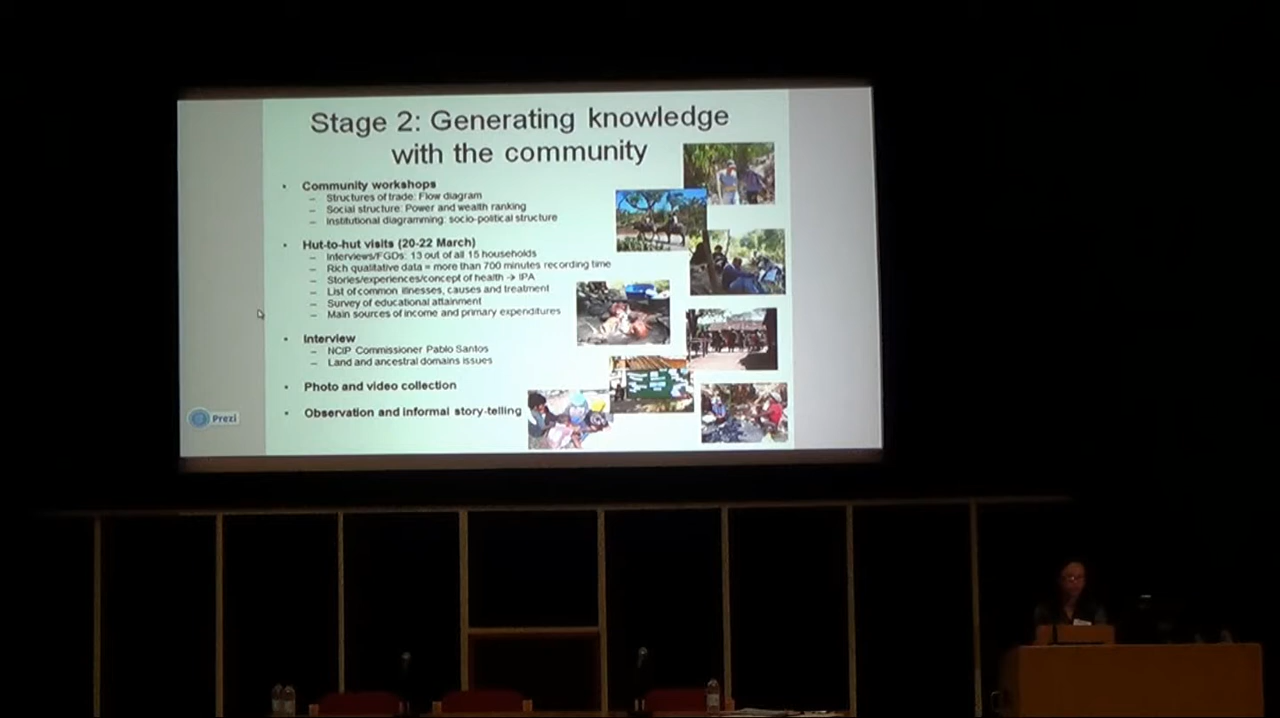 Stage 2: Generating knowledge
with the community
• Community workshops
– Structures of trade: Flow diagram
– Social structure: Power and wealth ranking
– Institutional diagramming: socio-political structure
• Hut-to-hut visits (20-22 March)
– Interviews/FGDs: 13 out of all 15 households
– Rich qualitative data = more than 700 minutes recording time
– Stories/experiences/concept of health → IPA
– List of common illnesses, causes and treatment
– Survey of educational attainment
– Main sources of income and primary expenditures
• Interview
– NCIP Commissioner Pablo Santos
– Land and ancestral domains issues
• Photo and video collection
• Observation and informal story-telling
Prezi